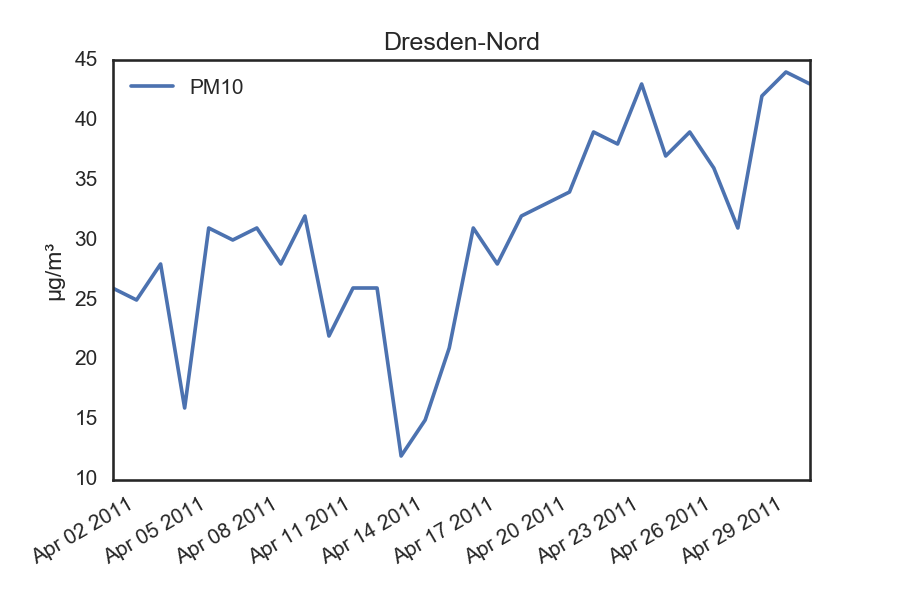 Dresden-Nord
PM10
µg/m³
45
40
35
30
25
20
15
10
Apr 02 2011
Apr 05 2011
Apr 08 2011
Apr 11 2011
Apr 14 2011
Apr 17 2011
Apr 20 2011
Apr 23 2011
Apr 26 2011
Apr 29 2011